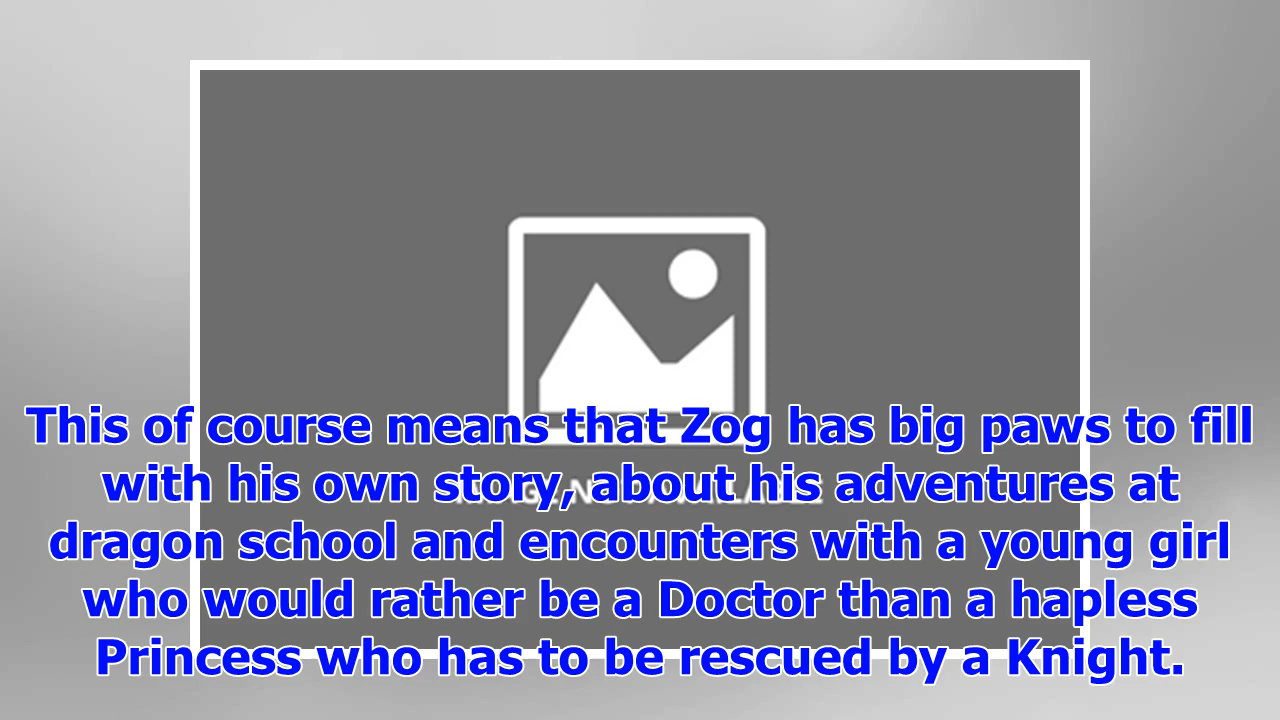 This of course means that Zog has big paws to fill
with his own story, about his adventures at
dragon school and encounters with a young girl
who would rather be a Doctor than a hapless
Princess who has to be rescued by a Knight.